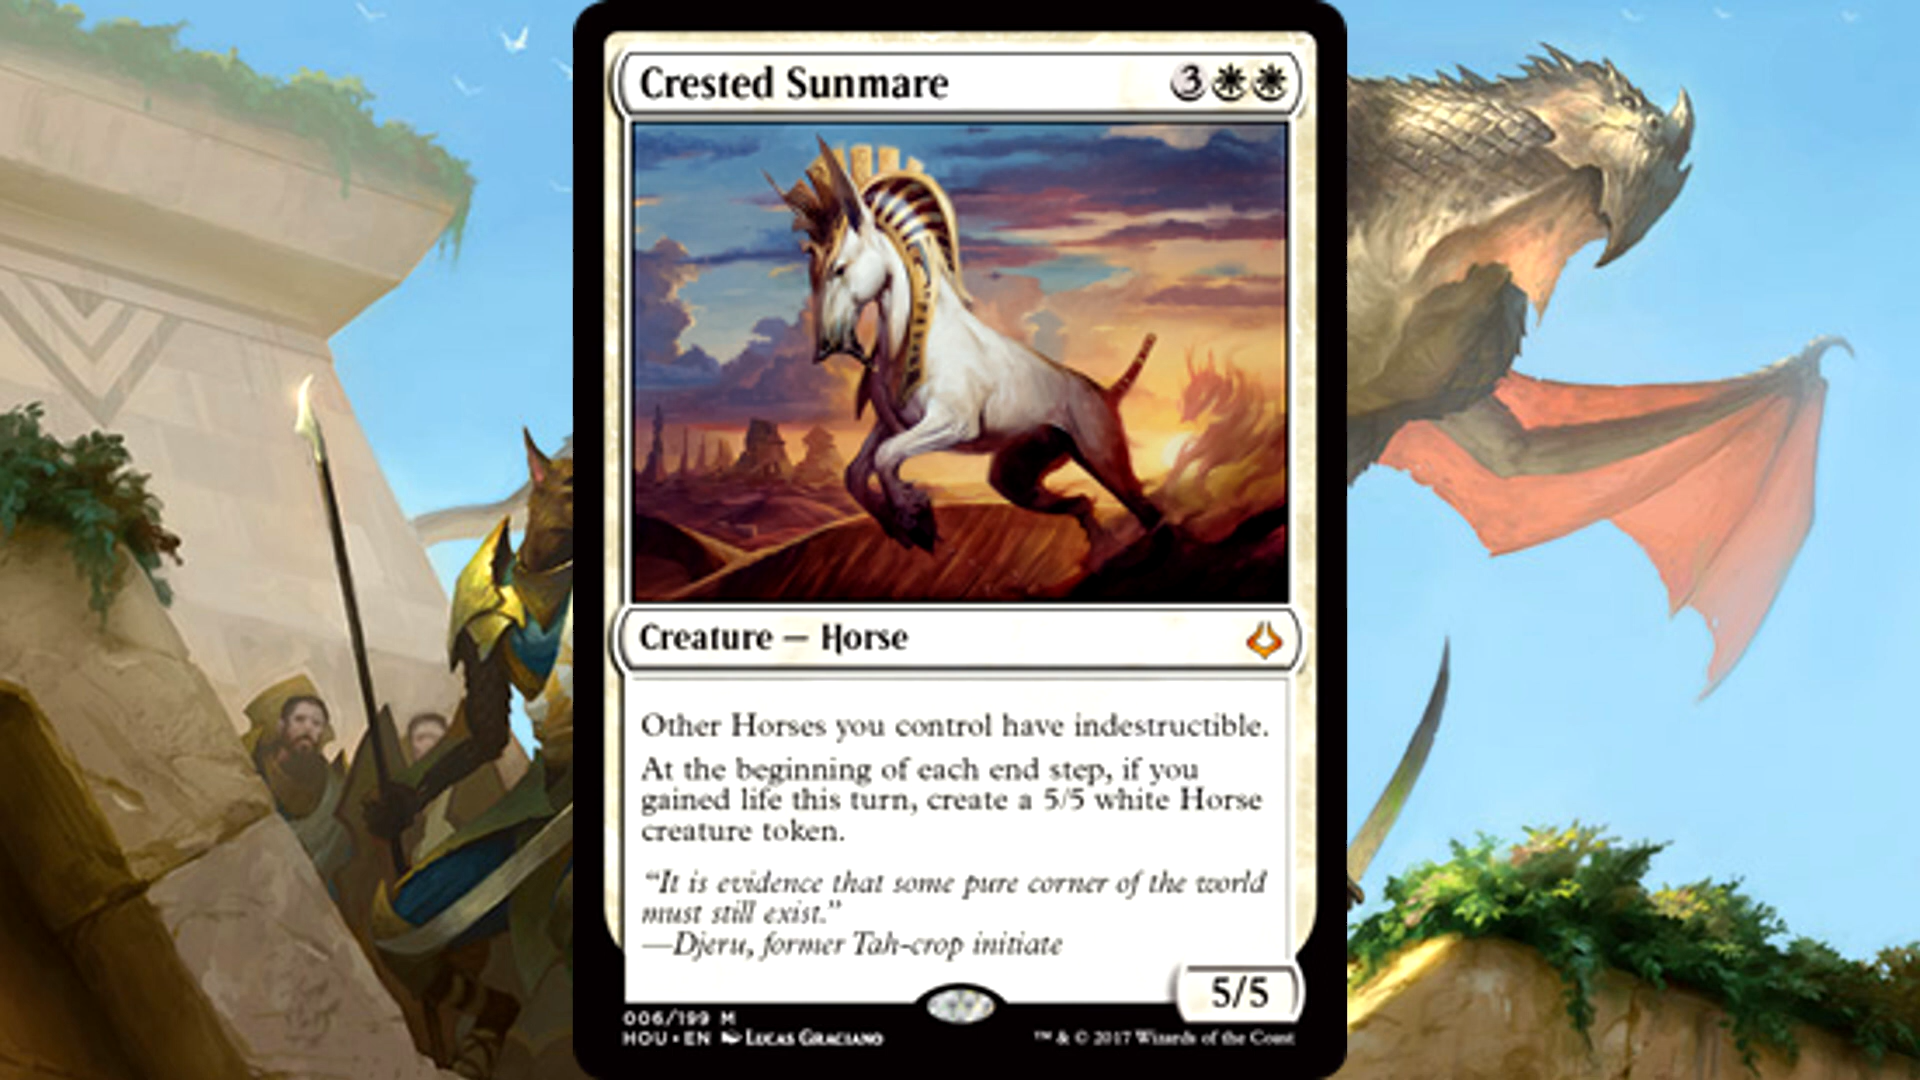 Crested Sunmare
3
Creature — Horse
Other Horses you control have indestructible.
At the beginning of each end step, if you
gained life this turn, create a 5/5 white Horse
creature token.
“It is evidence that some pure corner of the world
must still exist.”
—Djeru, former Tah-crop initiate
5/5
006/199 M
HOU • EN Lucas Graciano
™ & © 2017 Wizards of the Coast